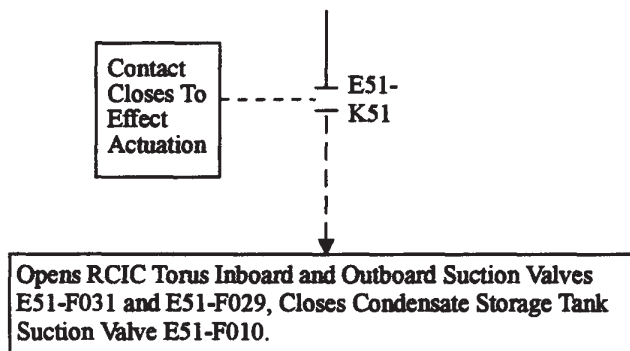 Contact
Closes To
Effect
Actuation
E51-
K51
Opens RCIC Torus Inboard and Outboard Suction Valves
E51-F031 and E51-F029, Closes Condensate Storage Tank
Suction Valve E51-F010.